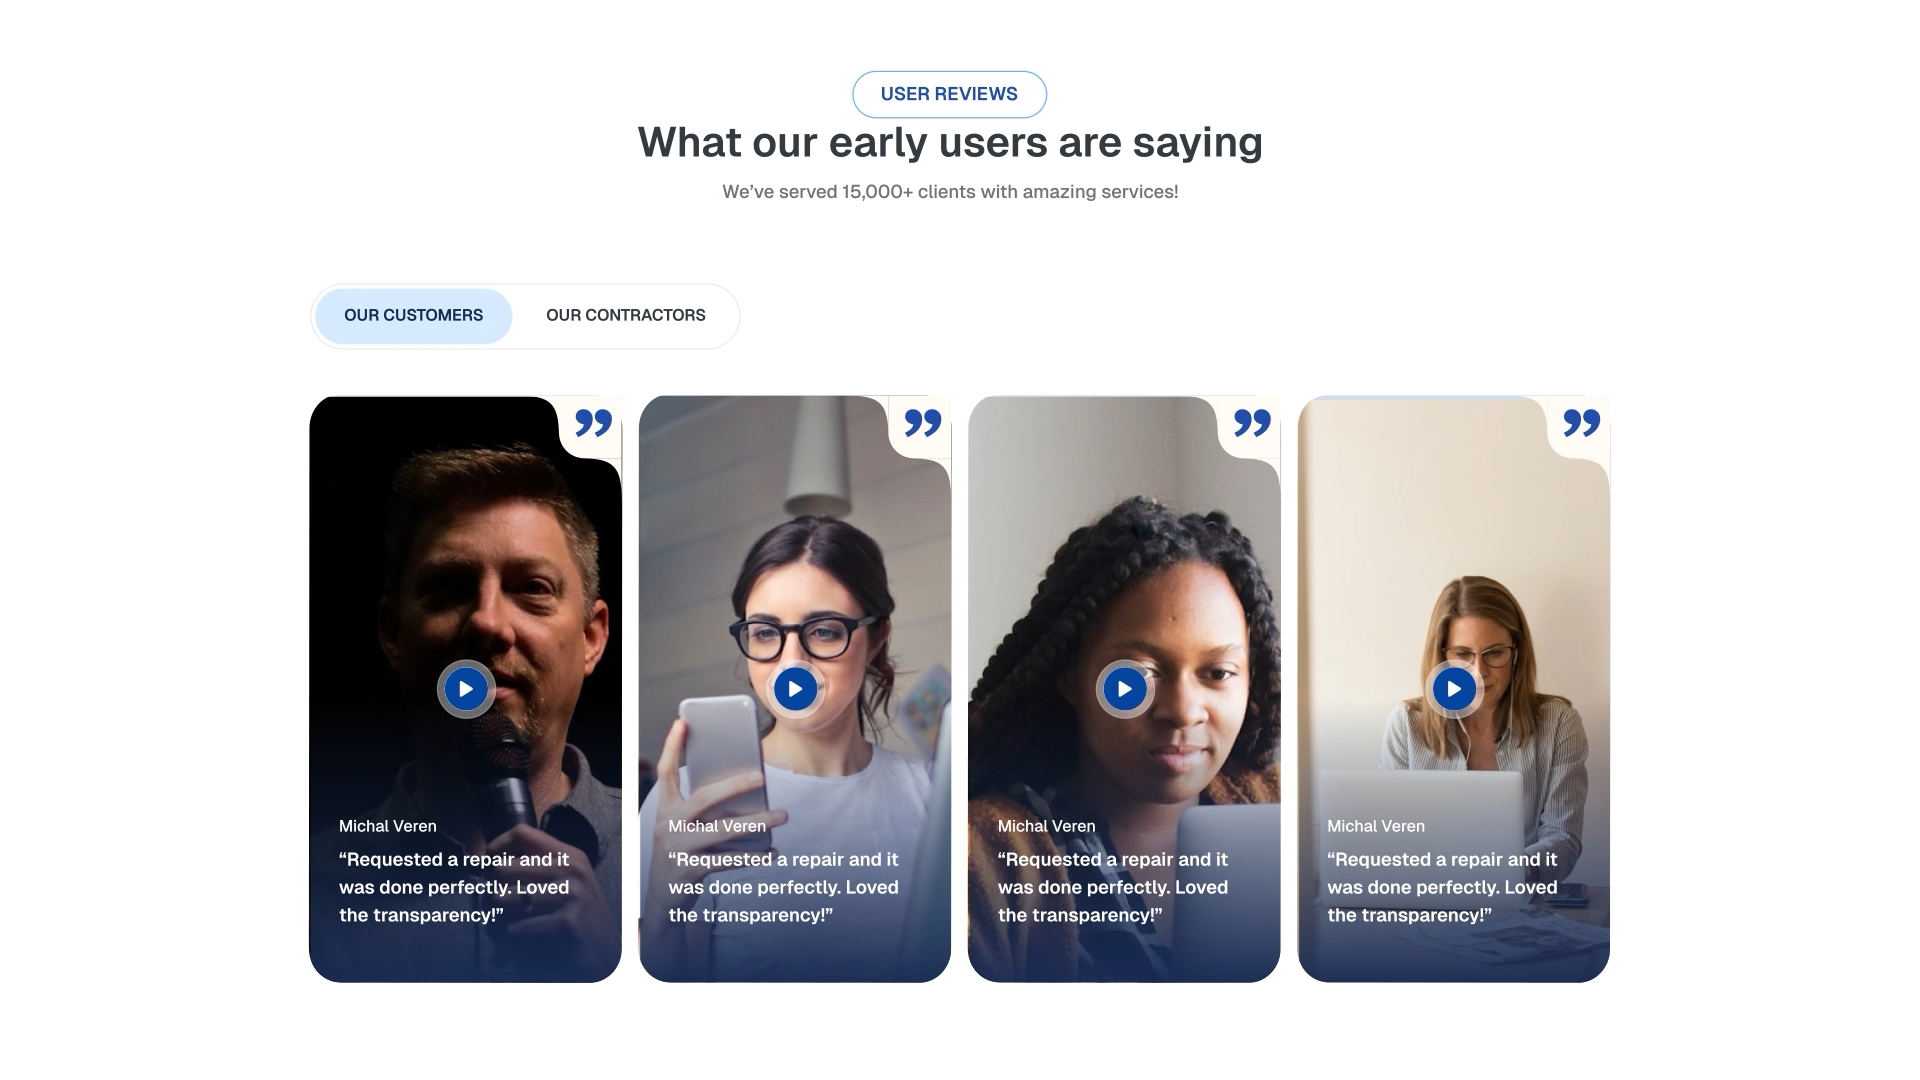 USER REVIEWS
What our early users are saying
We’ve served 15,000+ clients with amazing services!
OUR CUSTOMERS
OUR CONTRACTORS
”
Michal Veren
“Requested a repair and it
was done perfectly. Loved
the transparency!”
”
Michal Veren
“Requested a repair and it
was done perfectly. Loved
the transparency!”
”
Michal Veren
“Requested a repair and it
was done perfectly. Loved
the transparency!”
”
Michal Veren
“Requested a repair and it
was done perfectly. Loved
the transparency!”